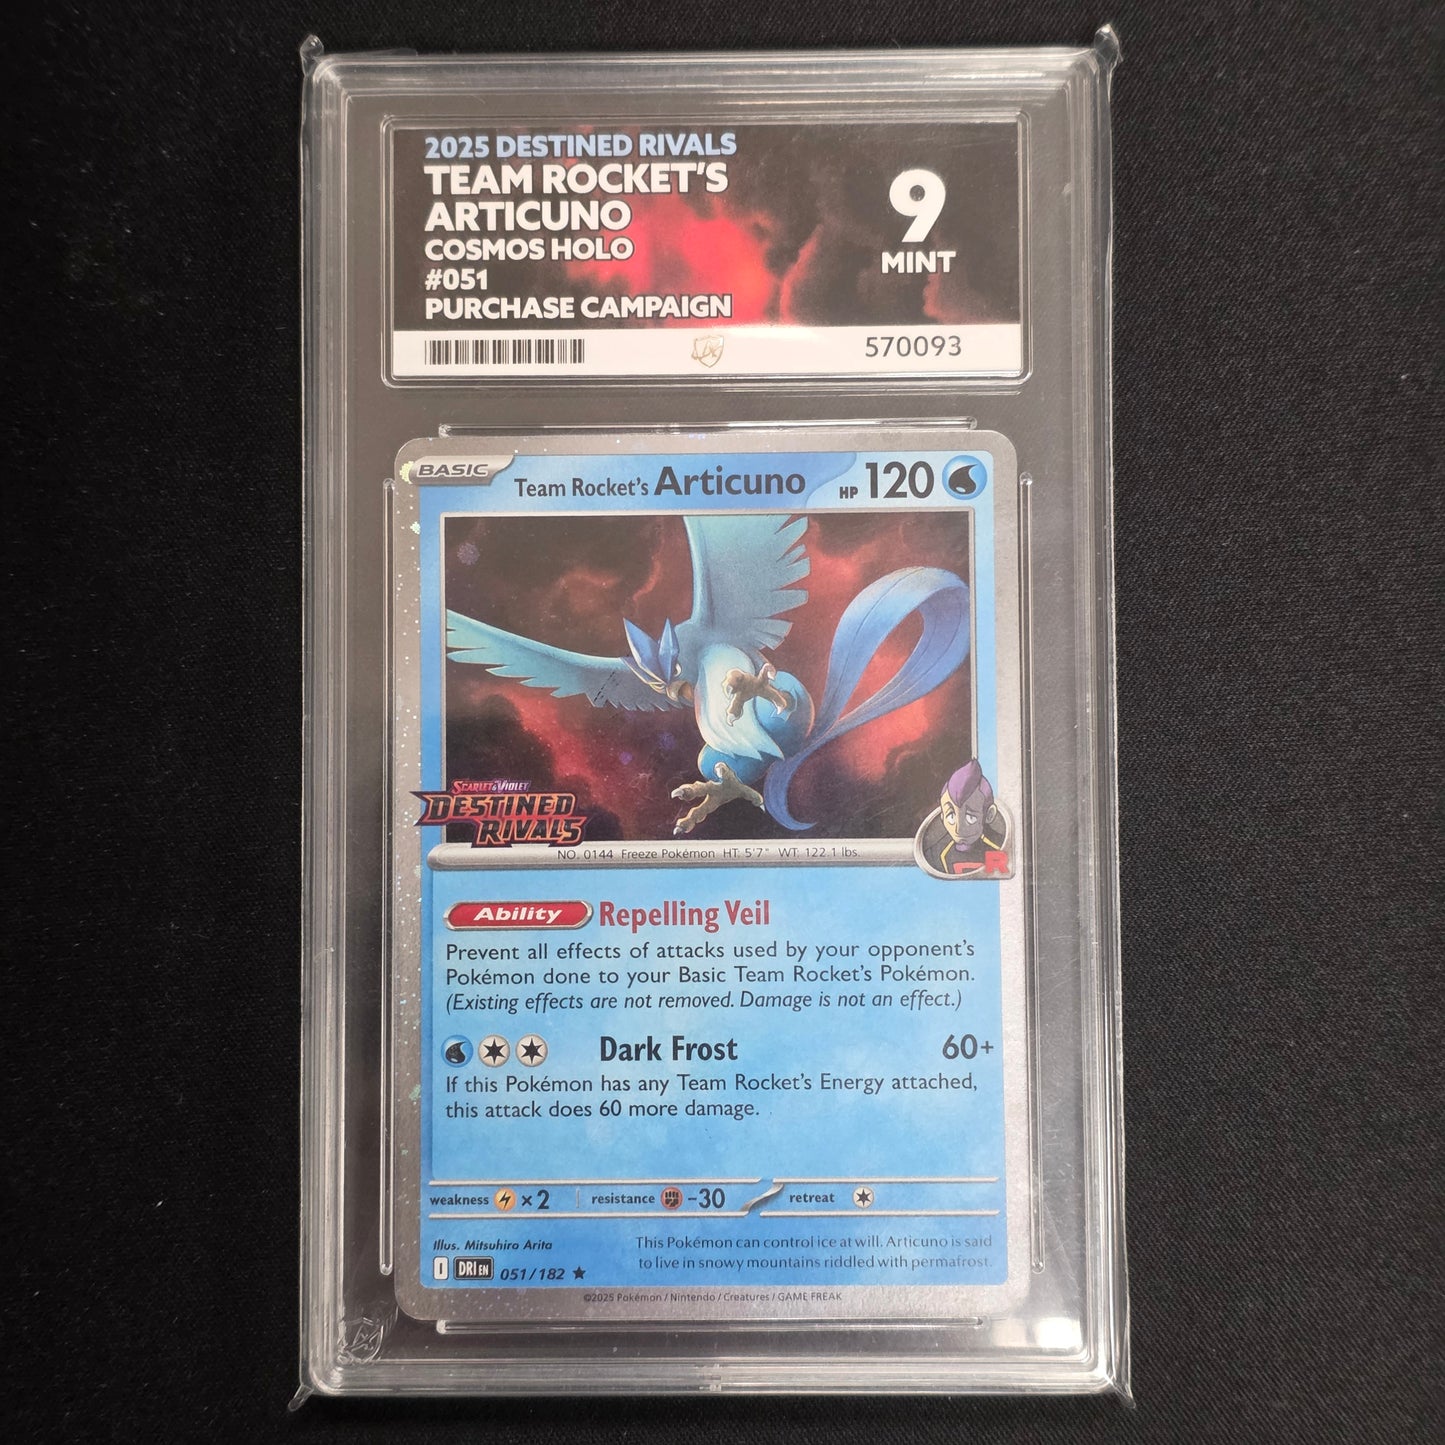 2025 DESTINED RIVALS
TEAM ROCKET'S
ARTICUNO
COSMOS HOLO
#051
PURCHASE CAMPAIGN
9
MINT
570093
BASIC
Team Rocket's Articuno HP 120
SCARLET & VIOLET
DESTINED
RIVALS
R
NO. 0144 Freeze Pokémon HT: 5'7" WT: 122.1 lbs.
Ability Repelling Veil
Prevent all effects of attacks used by your opponent's
Pokémon done to your Basic Team Rocket's Pokémon.
(Existing effects are not removed. Damage is not an effect.)
Dark Frost 60+
If this Pokémon has any Team Rocket's Energy attached,
this attack does 60 more damage.
weakness ×2 resistance -30 retreat
Illus. Mitsuhiro Arita
This Pokémon can control ice at will. Articuno is said
to live in snowy mountains riddled with permafrost.
I DRI EN 051/182 ★
©2025 Pokémon / Nintendo / Creatures / GAME FREAK